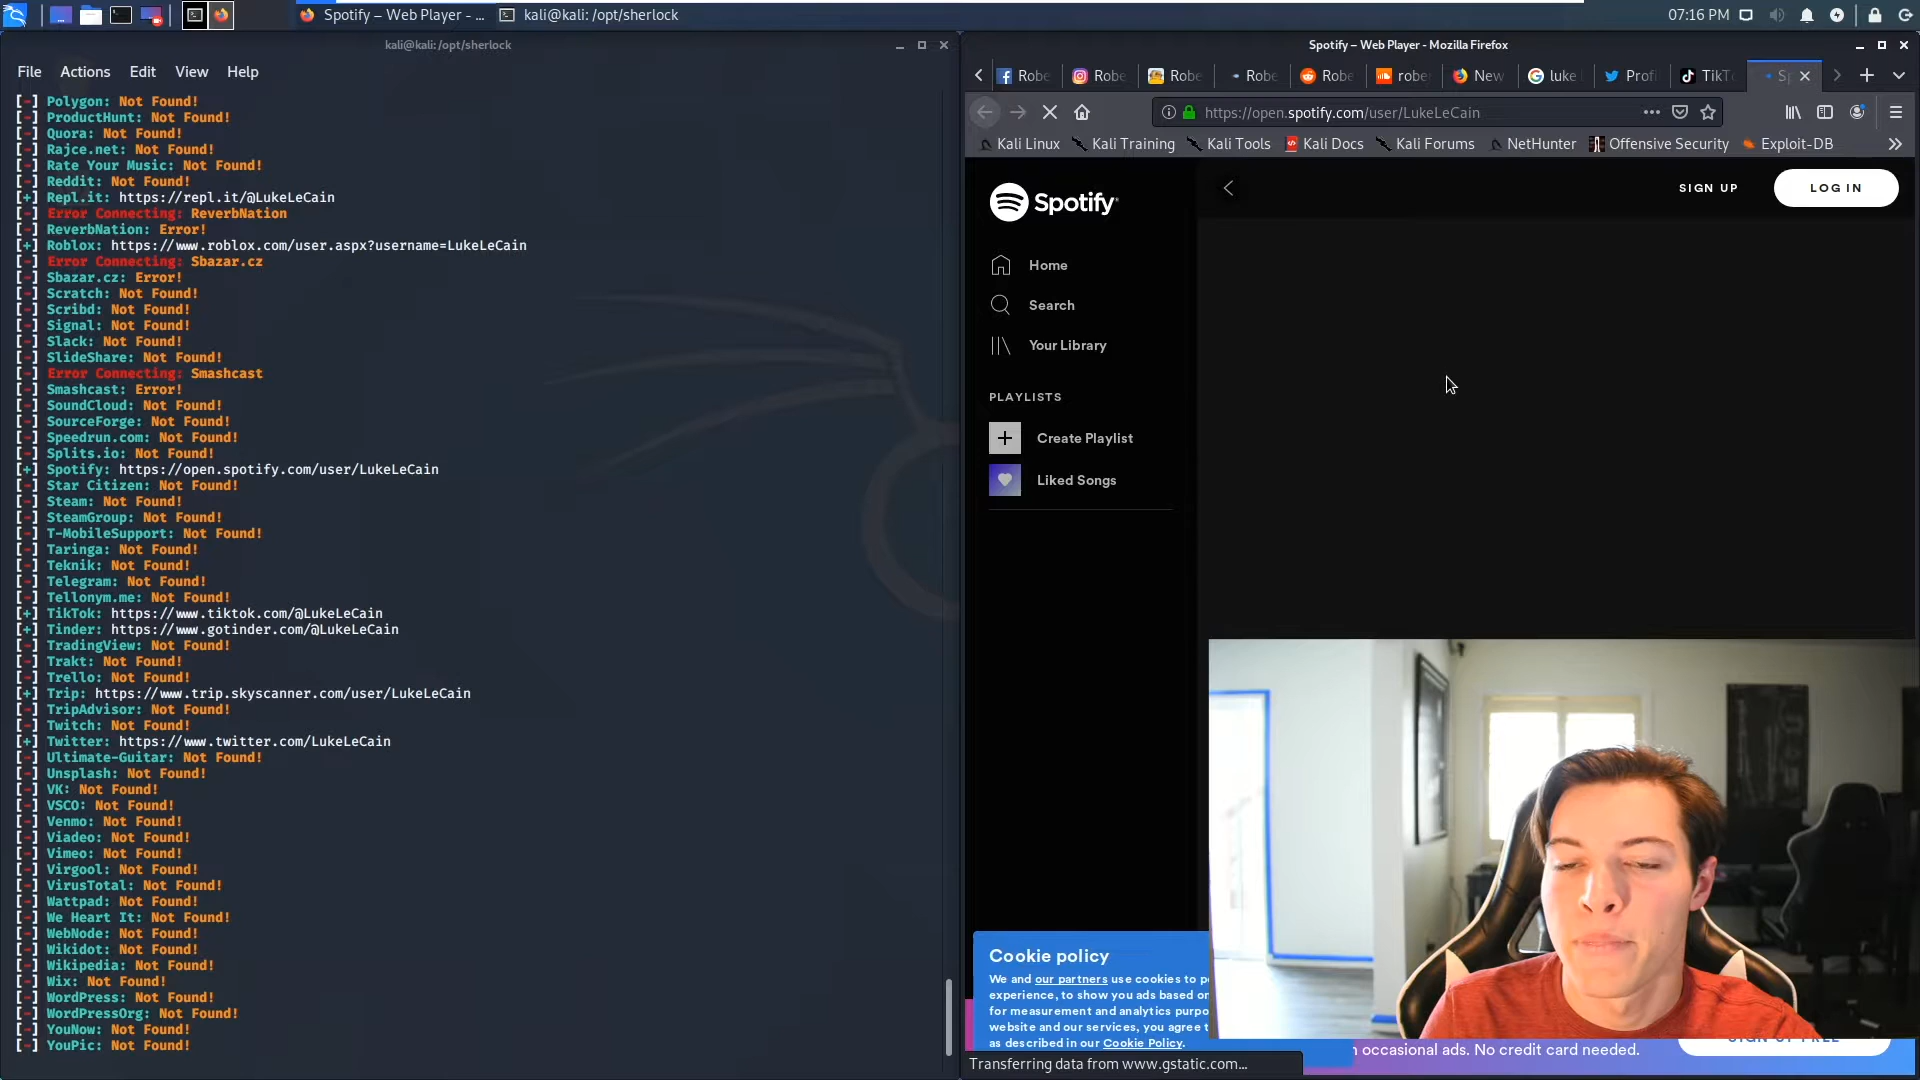 Spotify – Web Player - ...
kali@kali: /opt/sherlock
07:16 PM
kali@kali: /opt/sherlock
File Actions Edit View Help
[-] Polygon: Not Found!
[-] ProductHunt: Not Found!
[-] Quora: Not Found!
[-] Rajce.net: Not Found!
[-] Rate Your Music: Not Found!
[-] Reddit: Not Found!
[+] Repl.it: https://repl.it/@LukeLeCain
[-] Error Connecting: ReverbNation
[-] ReverbNation: Error!
[+] Roblox: https://www.roblox.com/user.aspx?username=LukeLeCain
[-] Error Connecting: Sbazar.cz
[-] Sbazar.cz: Error!
[-] Scratch: Not Found!
[-] Scribd: Not Found!
[-] Signal: Not Found!
[-] Slack: Not Found!
[-] SlideShare: Not Found!
[-] Error Connecting: Smashcast
[-] Smashcast: Error!
[-] SoundCloud: Not Found!
[-] SourceForge: Not Found!
[-] Speedrun.com: Not Found!
[-] Splits.io: Not Found!
[+] Spotify: https://open.spotify.com/user/LukeLeCain
[-] Star Citizen: Not Found!
[-] Steam: Not Found!
[-] SteamGroup: Not Found!
[-] T-MobileSupport: Not Found!
[-] Taringa: Not Found!
[-] Teknik: Not Found!
[-] Telegram: Not Found!
[-] Tellonym.me: Not Found!
[+] TikTok: https://www.tiktok.com/@LukeLeCain
[+] Tinder: https://www.gotinder.com/@LukeLeCain
[-] TradingView: Not Found!
[-] Trakt: Not Found!
[-] Trello: Not Found!
[+] Trip: https://www.trip.skyscanner.com/user/LukeLeCain
[-] TripAdvisor: Not Found!
[-] Twitch: Not Found!
[+] Twitter: https://www.twitter.com/LukeLeCain
[-] Ultimate-Guitar: Not Found!
[-] Unsplash: Not Found!
[-] VK: Not Found!
[-] VSCO: Not Found!
[-] Venmo: Not Found!
[-] Viadeo: Not Found!
[-] Vimeo: Not Found!
[-] Virgool: Not Found!
[-] VirusTotal: Not Found!
[-] Wattpad: Not Found!
[-] We Heart It: Not Found!
[-] WebNode: Not Found!
[-] Wikidot: Not Found!
[-] Wikipedia: Not Found!
[-] Wix: Not Found!
[-] WordPress: Not Found!
[-] WordPressOrg: Not Found!
[-] YouNow: Not Found!
[-] YouPic: Not Found!
Spotify – Web Player - Mozilla Firefox
Robe Robe Robe Robe Robe rober New luke Profi TikT Sp
https://open.spotify.com/user/LukeLeCain
Kali Linux Kali Training Kali Tools Kali Docs Kali Forums NetHunter Offensive Security Exploit-DB
Spotify
SIGN UP LOG IN
Home
Search
Your Library
PLAYLISTS
Create Playlist
Liked Songs
Cookie policy
We and our partners use cookies to p
experience, to show you ads based on
for measurement and analytics purpo
website and our services, you agree t
as described in our Cookie Policy.
n occasional ads. No credit card needed.
SIGN UP FREE
Transferring data from www.gstatic.com...